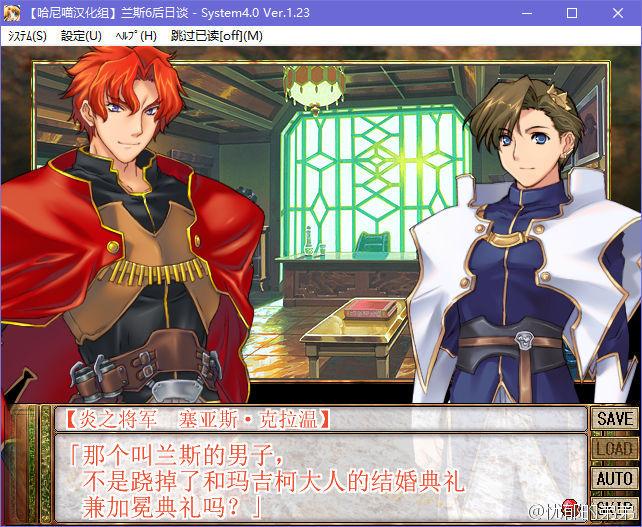 【哈尼喵汉化组】兰斯6后日谈 - System4.0 Ver.1.23
ｼｽﾃﾑ(S) 設定(U) ﾍﾙﾌﾟ(H) 跳过已读[off](M)
【炎之将军 塞亚斯·克拉温】
「那个叫兰斯的男子，
不是跷掉了和玛吉柯大人的结婚典礼
兼加冕典礼吗？」
SAVE
LOAD
AUTO
SKIP